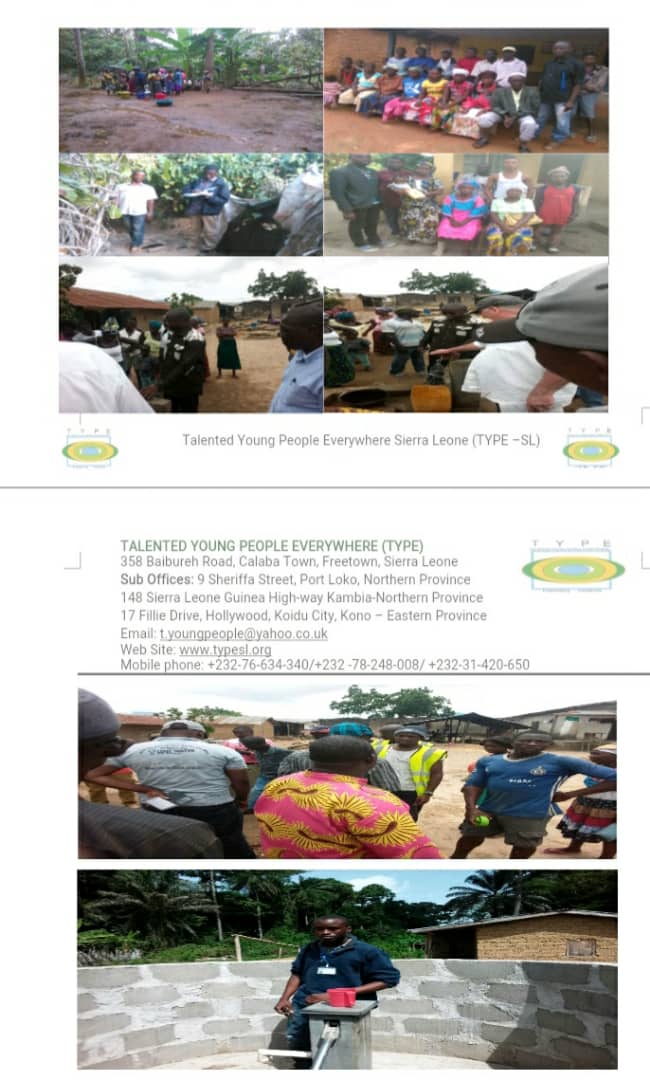 T Y P E
Talented Young People Everywhere Sierra Leone (TYPE –SL)
T Y P E
TALENTED YOUNG PEOPLE EVERYWHERE (TYPE)
358 Baibureh Road, Calaba Town, Freetown, Sierra Leone
Sub Offices: 9 Sheriffa Street, Port Loko, Northern Province
148 Sierra Leone Guinea High-way Kambia-Northern Province
17 Fillie Drive, Hollywood, Koidu City, Kono – Eastern Province
Email: t.youngpeople@yahoo.co.uk
Web Site: www.typesl.org
Mobile phone: +232-76-634-340/+232 -78-248-008/ +232-31-420-650
T Y P E